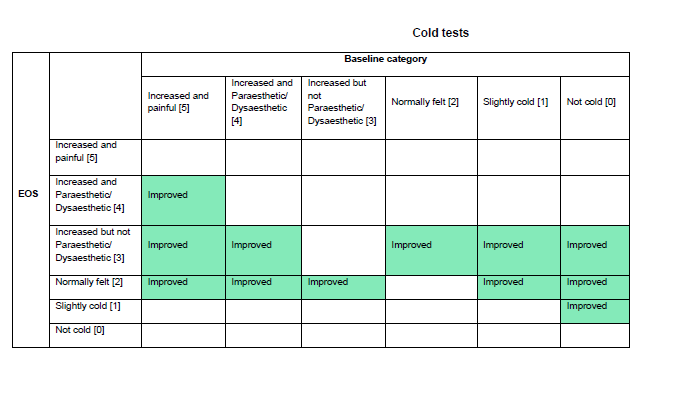 Cold tests
Baseline category
Increased and
painful [5]
Increased and
Paraesthetic/
Dysaesthetic
[4]
Increased but
not
Paraesthetic/
Dysaesthetic [3]
Normally felt [2]
Slightly cold [1]
Not cold [0]
EOS
Increased and
painful [5]
Increased and
Paraesthetic/
Dysaesthetic [4]
Improved
Increased but not
Paraesthetic/
Dysaesthetic [3]
Improved
Improved
Improved
Improved
Improved
Normally felt [2]
Improved
Improved
Improved
Improved
Improved
Slightly cold [1]
Improved
Not cold [0]